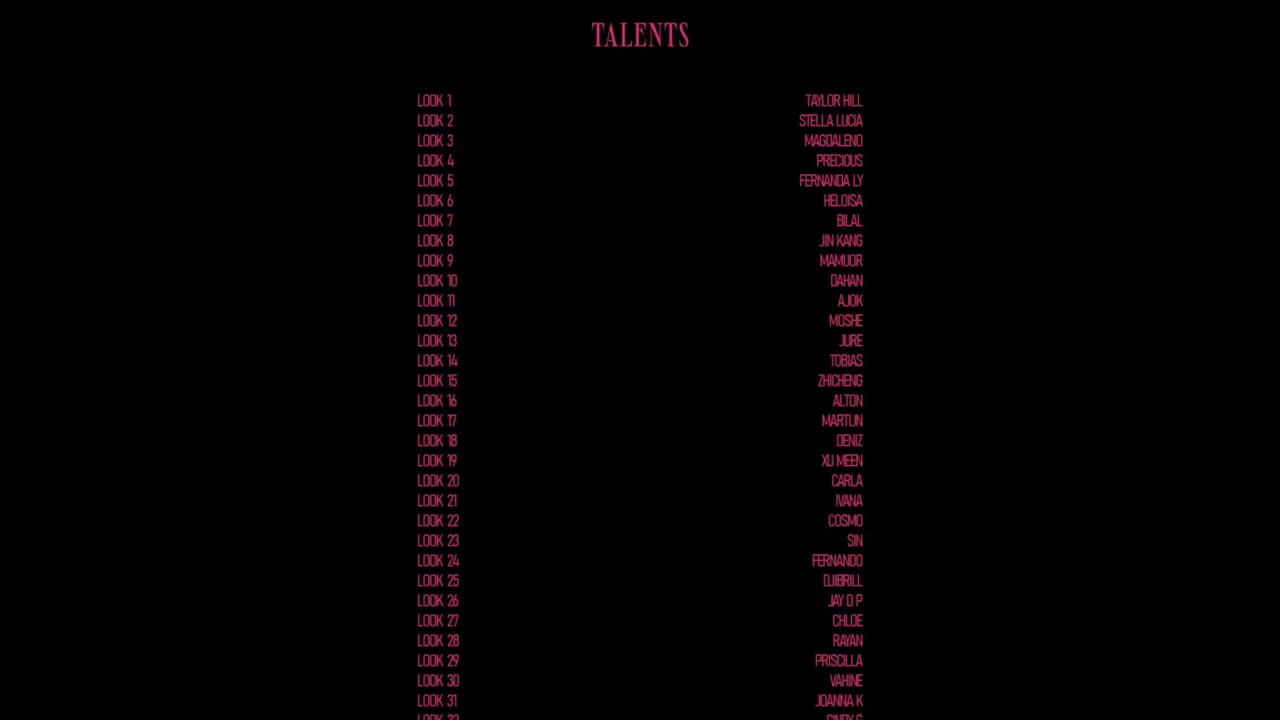 TALENTS
LOOK 1 TAYLOR HILL
LOOK 2 STELLA LUCIA
LOOK 3 MAGDALENO
LOOK 4 PRECIOUS
LOOK 5 FERNANDA LY
LOOK 6 HELOISA
LOOK 7 BILAL
LOOK 8 JIN KANG
LOOK 9 MAMUOR
LOOK 10 DAHAN
LOOK 11 AJOK
LOOK 12 MOSHE
LOOK 13 JURE
LOOK 14 TOBIAS
LOOK 15 ZHICHENG
LOOK 16 ALTON
LOOK 17 MARTIJN
LOOK 18 DENIZ
LOOK 19 XU MEEN
LOOK 20 CARLA
LOOK 21 IVANA
LOOK 22 COSMO
LOOK 23 SIN
LOOK 24 FERNANDO
LOOK 25 DJIBRILL
LOOK 26 JAY D P
LOOK 27 CHLOE
LOOK 28 RAYAN
LOOK 29 PRISCILLA
LOOK 30 VAHINE
LOOK 31 JOANNA K
LOOK 32